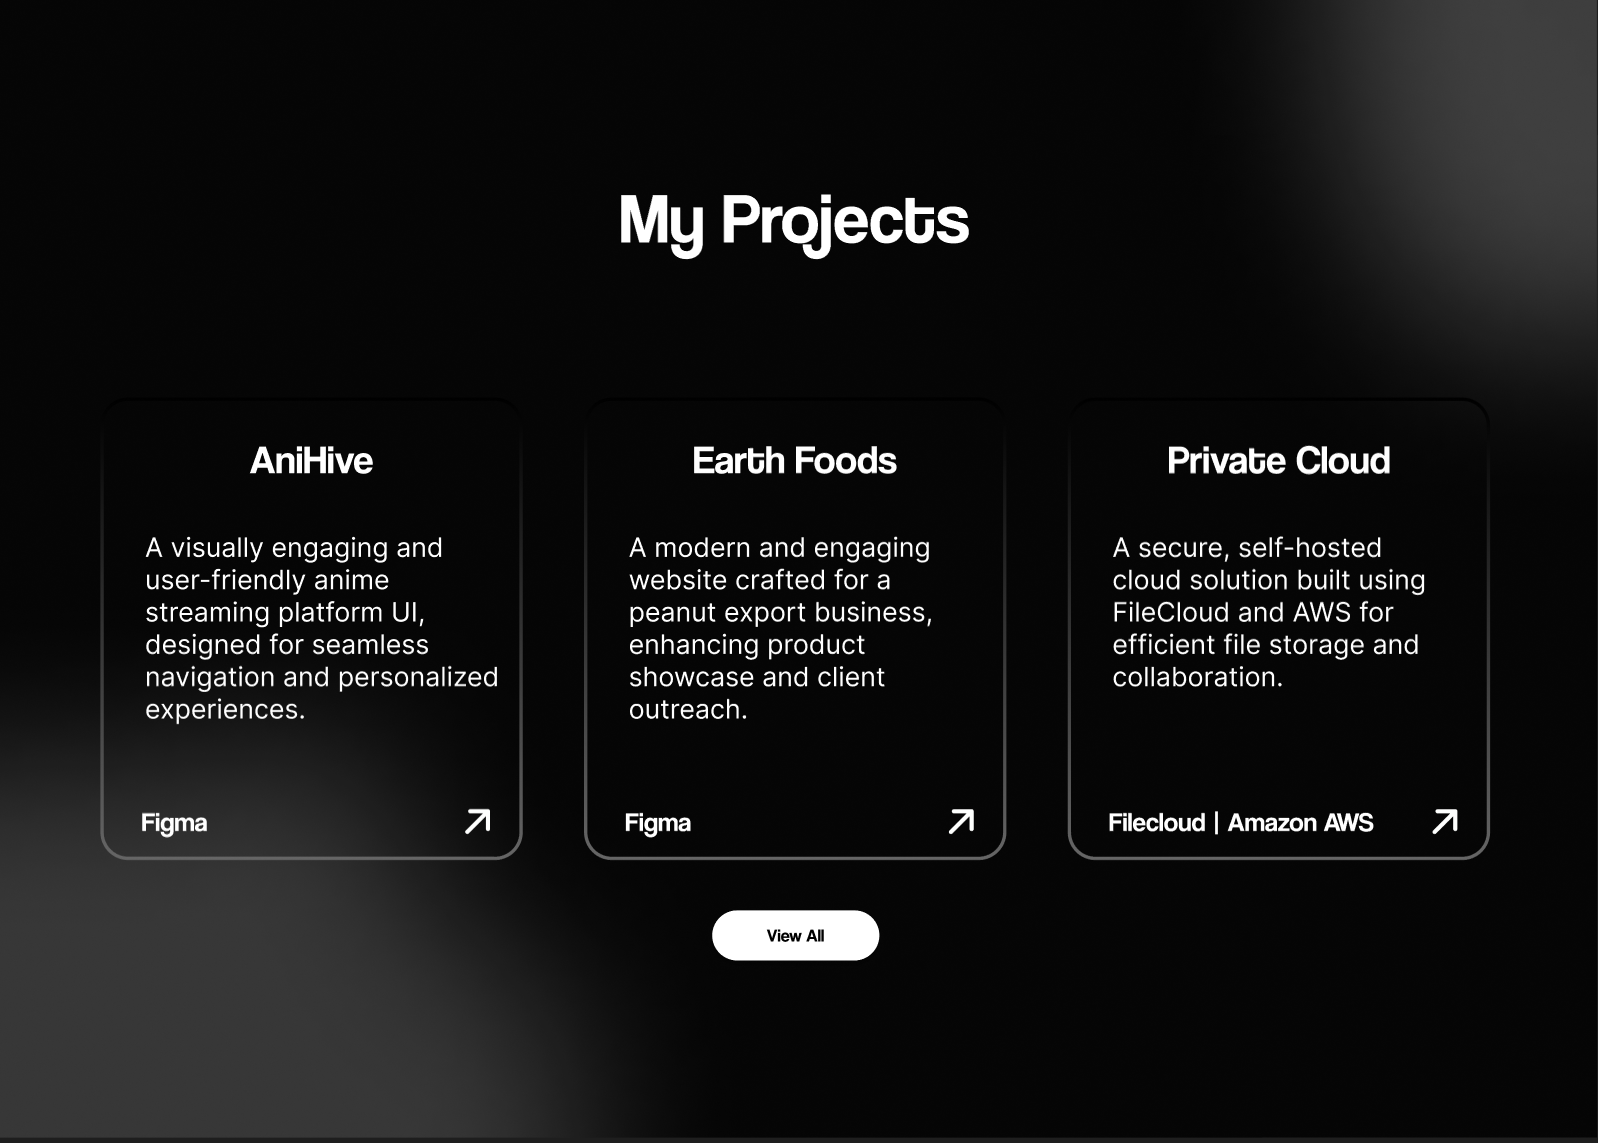 My Projects
AniHive
A visually engaging and
user-friendly anime
streaming platform UI,
designed for seamless
navigation and personalized
experiences.
Figma
Earth Foods
A modern and engaging
website crafted for a
peanut export business,
enhancing product
showcase and client
outreach.
Figma
Private Cloud
A secure, self-hosted
cloud solution built using
FileCloud and AWS for
efficient file storage and
collaboration.
Filecloud | Amazon AWS
View All